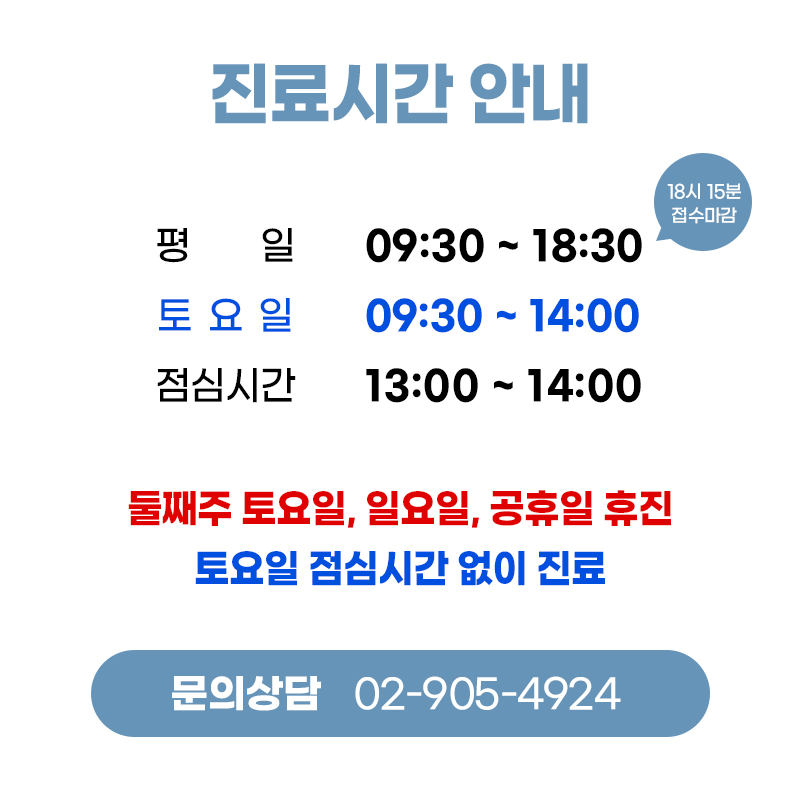 진료시간 안내
18시 15분
접수마감
평 일 09:30 ~ 18:30
토요일 09:30 ~ 14:00
점심시간 13:00 ~ 14:00
둘째주 토요일, 일요일, 공휴일 휴진
토요일 점심시간 없이 진료
문의상담 02-905-4924